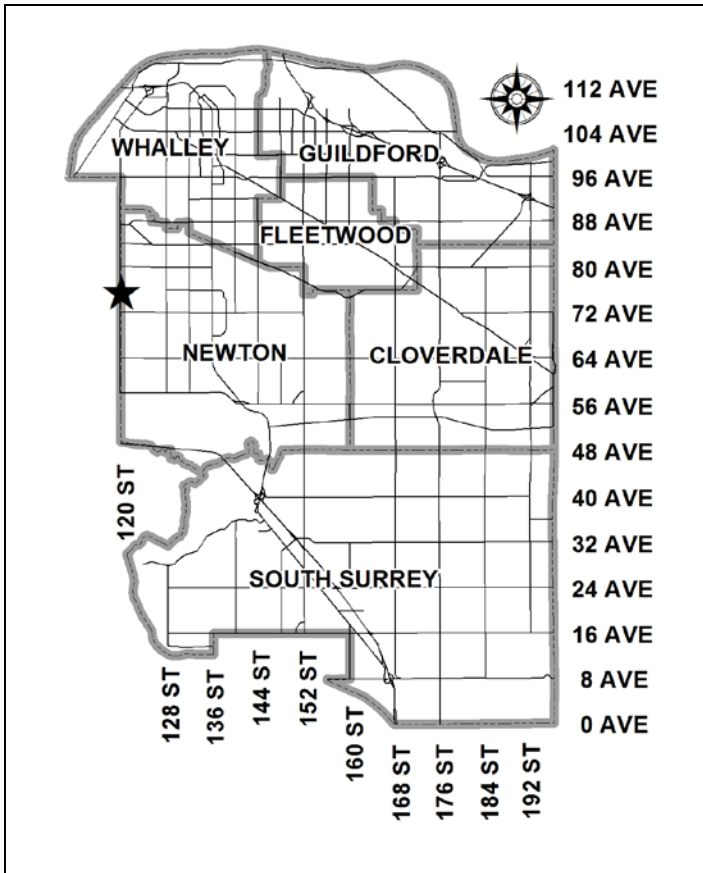 112 AVE
104 AVE
WHALLEY
GUILDFORD
96 AVE
88 AVE
FLEETWOOD
80 AVE
72 AVE
NEWTON
CLOVERDALE
64 AVE
56 AVE
48 AVE
120 ST
40 AVE
32 AVE
SOUTH SURREY
24 AVE
16 AVE
8 AVE
0 AVE
128 ST
136 ST
144 ST
152 ST
160 ST
168 ST
176 ST
184 ST
192 ST